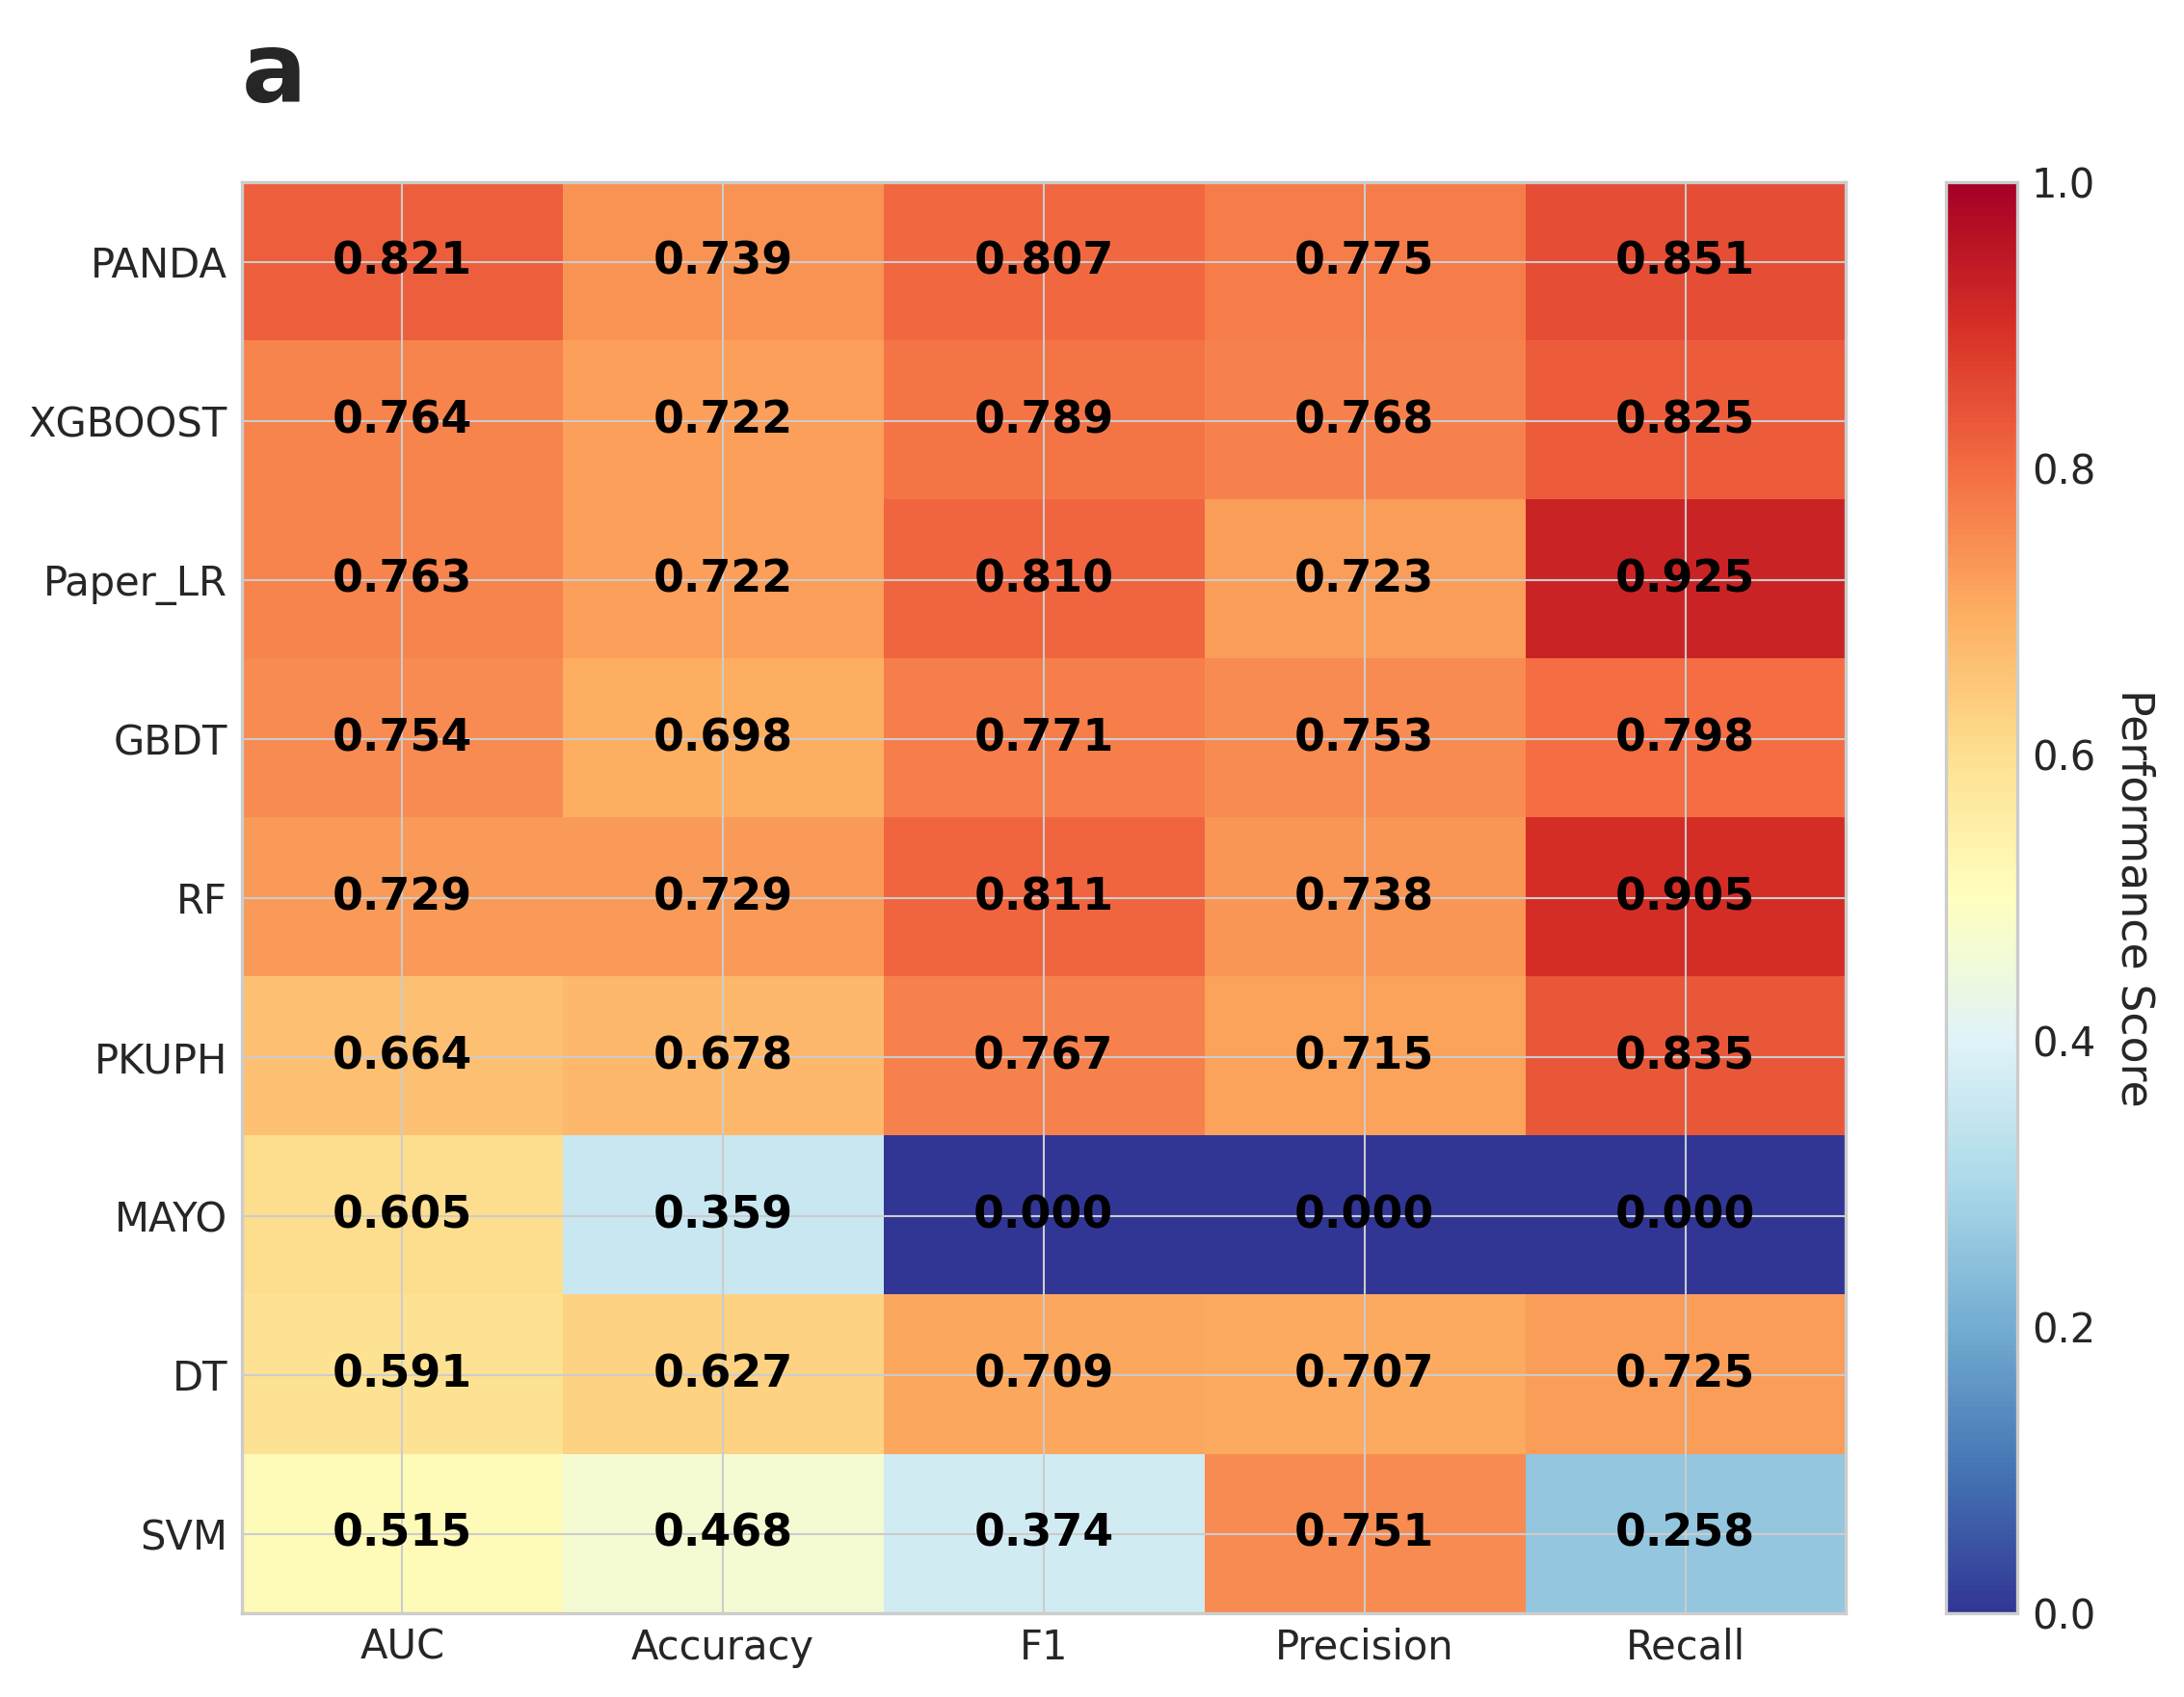 a
PANDA 0.821 0.739 0.807 0.775 0.851
XGBOOST 0.764 0.722 0.789 0.768 0.825
Paper_LR 0.763 0.722 0.810 0.723 0.925
GBDT 0.754 0.698 0.771 0.753 0.798
RF 0.729 0.729 0.811 0.738 0.905
PKUPH 0.664 0.678 0.767 0.715 0.835
MAYO 0.605 0.359 0.000 0.000 0.000
DT 0.591 0.627 0.709 0.707 0.725
SVM 0.515 0.468 0.374 0.751 0.258
AUC Accuracy F1 Precision Recall
1.0
0.8
0.6
0.4
0.2
0.0
Performance Score